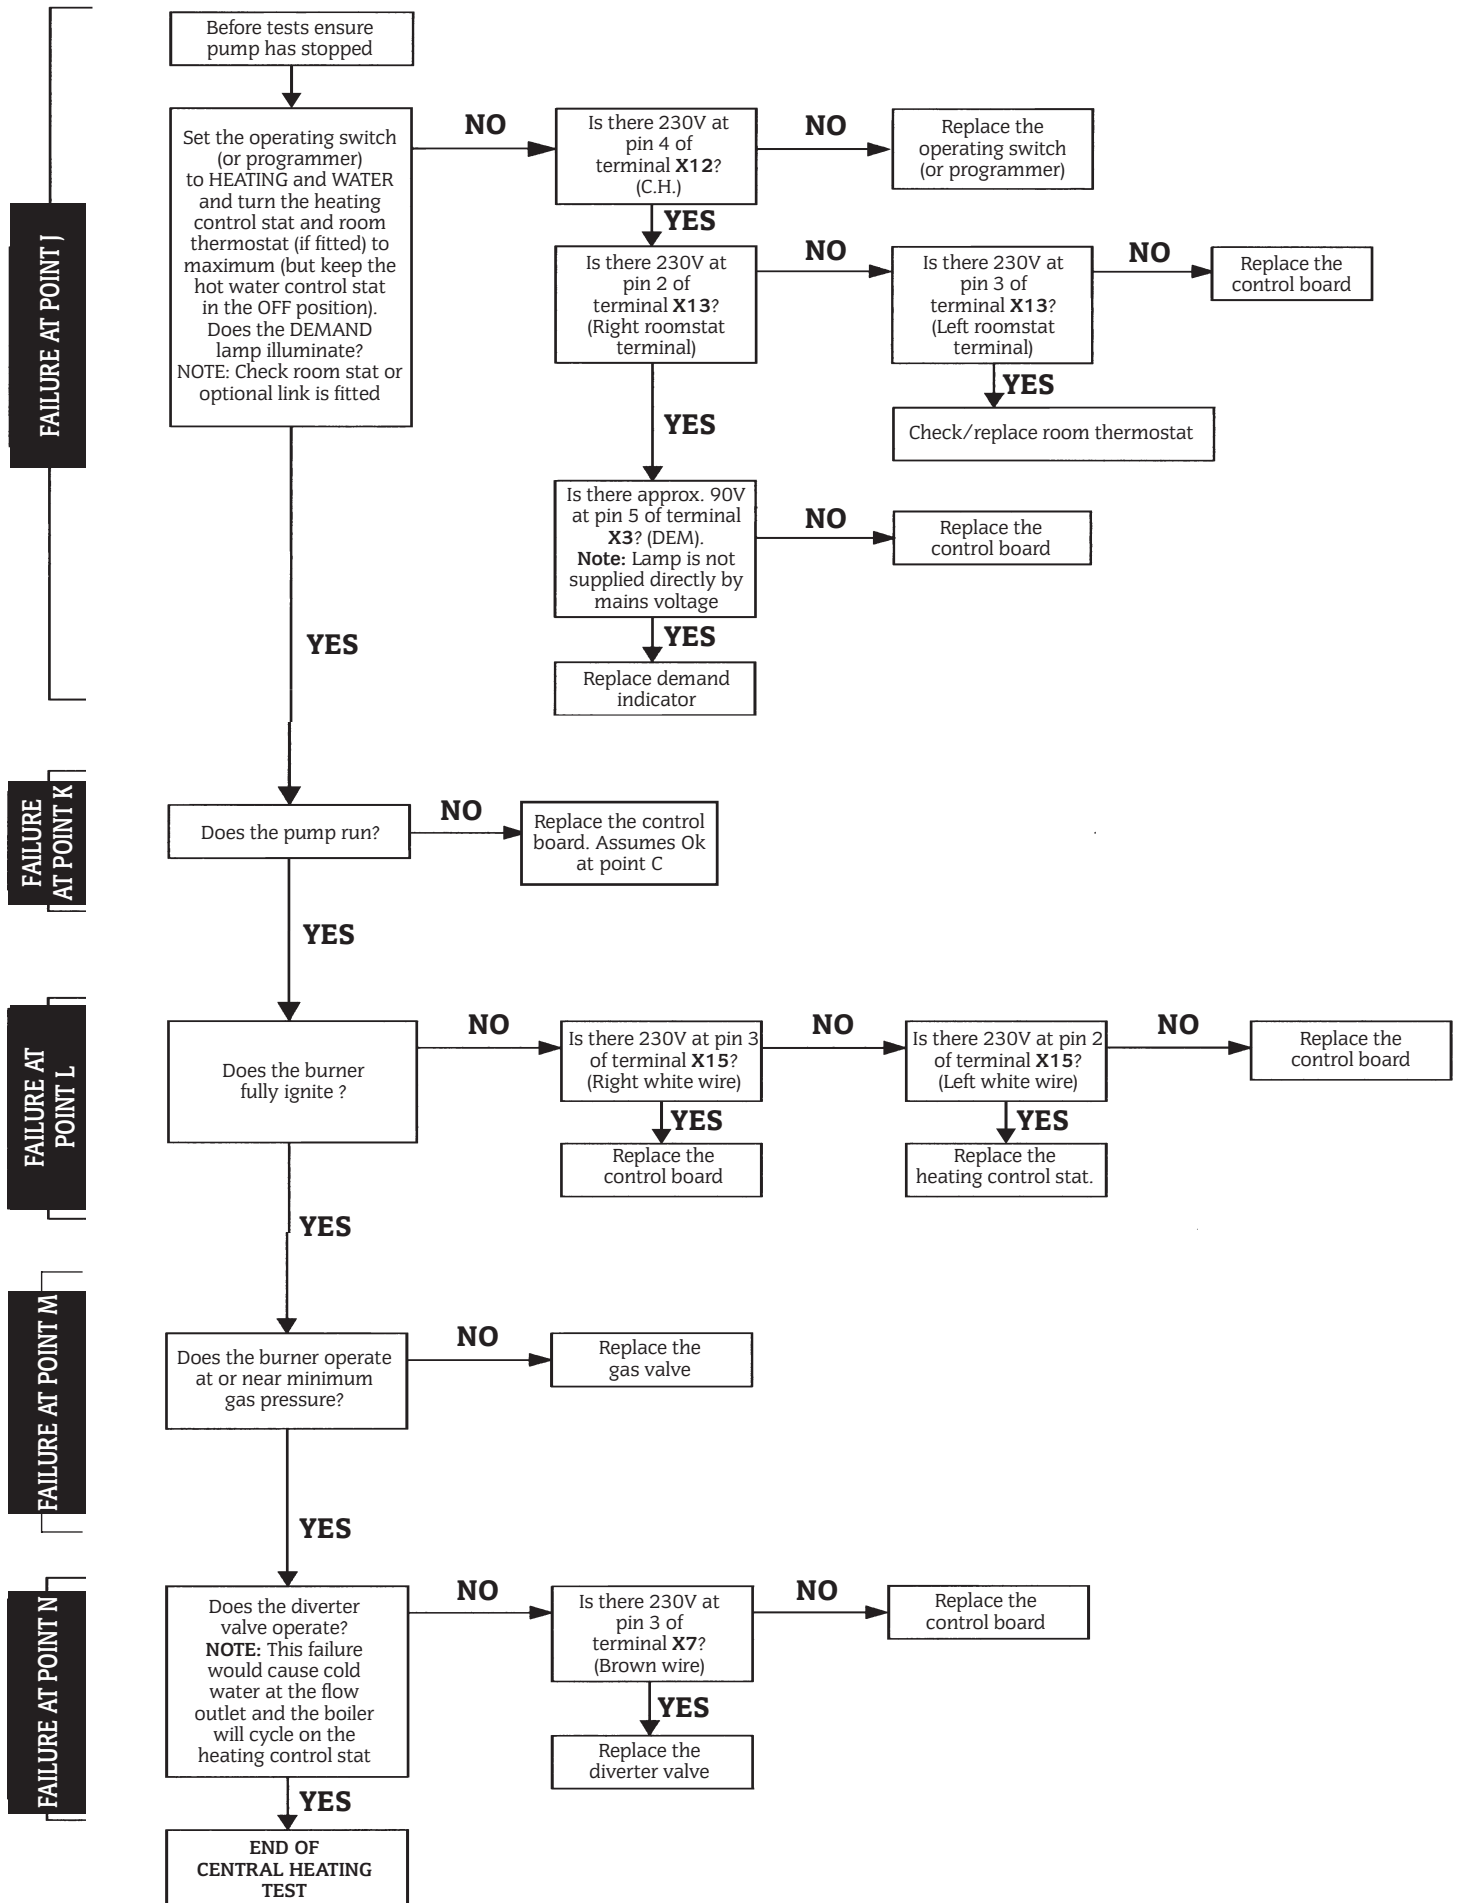 Before tests ensure
pump has stopped
FAILURE AT POINT J
Set the operating switch
(or programmer)
to HEATING and WATER
and turn the heating
control stat and room
thermostat (if fitted) to
maximum (but keep the
hot water control stat
in the OFF position).
Does the DEMAND
lamp illuminate?
NOTE: Check room stat or
optional link is fitted
NO
Is there 230V at
pin 4 of
terminal X12?
(C.H.)
NO
Replace the
operating switch
(or programmer)
YES
Is there 230V at
pin 2 of
terminal X13?
(Right roomstat
terminal)
NO
Is there 230V at
pin 3 of
terminal X13?
(Left roomstat
terminal)
NO
Replace the
control board
YES
Check/replace room thermostat
YES
Is there approx. 90V
at pin 5 of terminal
X3? (DEM).
Note: Lamp is not
supplied directly by
mains voltage
NO
Replace the
control board
YES
Replace demand
indicator
YES
FAILURE
AT POINT K
Does the pump run?
NO
Replace the control
board. Assumes Ok
at point C
YES
FAILURE AT
POINT L
Does the burner
fully ignite ?
NO
Is there 230V at pin 3
of terminal X15?
(Right white wire)
NO
Is there 230V at pin 2
of terminal X15?
(Left white wire)
NO
Replace the
control board
YES
Replace the
control board
YES
Replace the
heating control stat.
YES
FAILURE AT POINT M
Does the burner operate
at or near minimum
gas pressure?
NO
Replace the
gas valve
YES
FAILURE AT POINT N
Does the diverter
valve operate?
NOTE: This failure
would cause cold
water at the flow
outlet and the boiler
will cycle on the
heating control stat
NO
Is there 230V at
pin 3 of
terminal X7?
(Brown wire)
NO
Replace the
control board
YES
Replace the
diverter valve
YES
END OF
CENTRAL HEATING
TEST